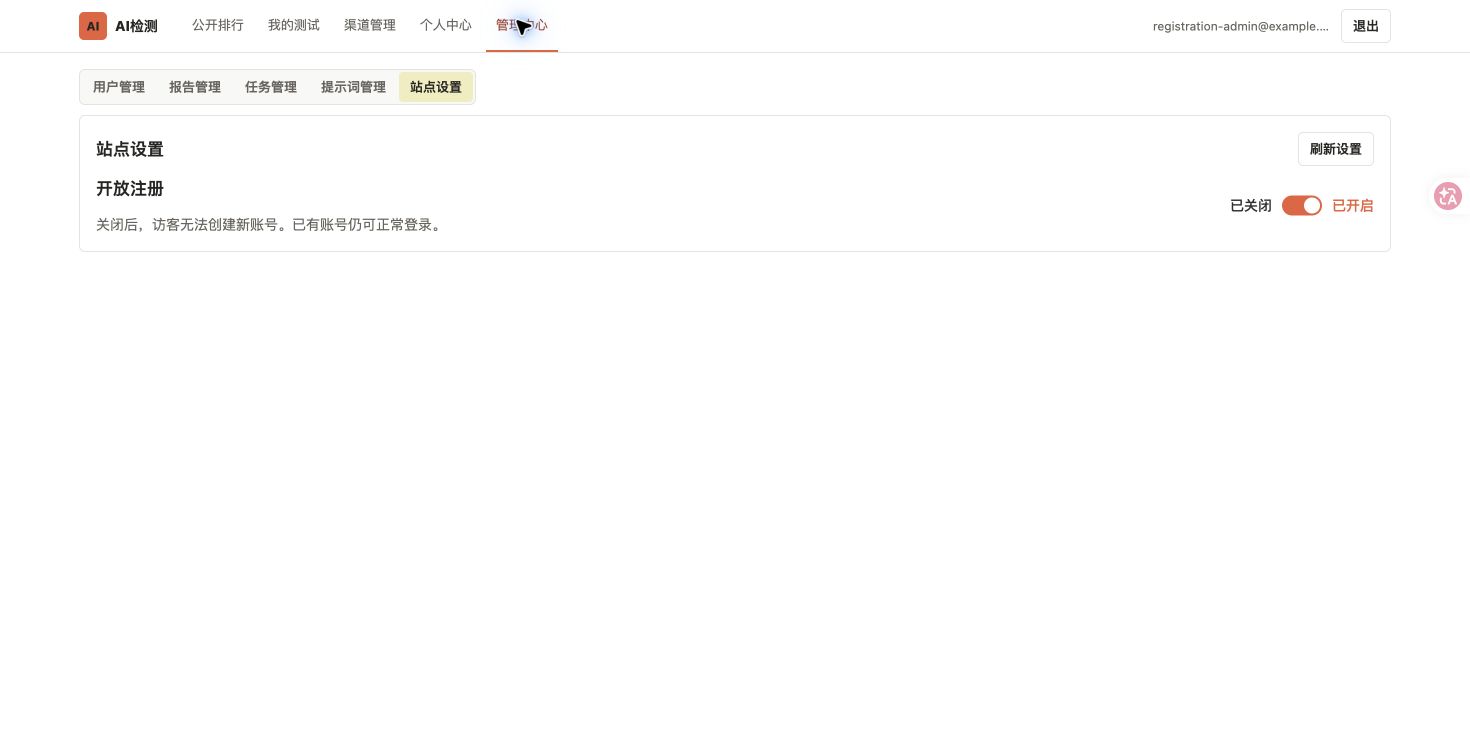 AI AI检测 公开排行 我的测试 渠道管理 个人中心 管理中心 registration-admin@example.... 退出
用户管理 报告管理 任务管理 提示词管理 站点设置
站点设置 刷新设置
开放注册
已关闭 已开启
关闭后，访客无法创建新账号。已有账号仍可正常登录。